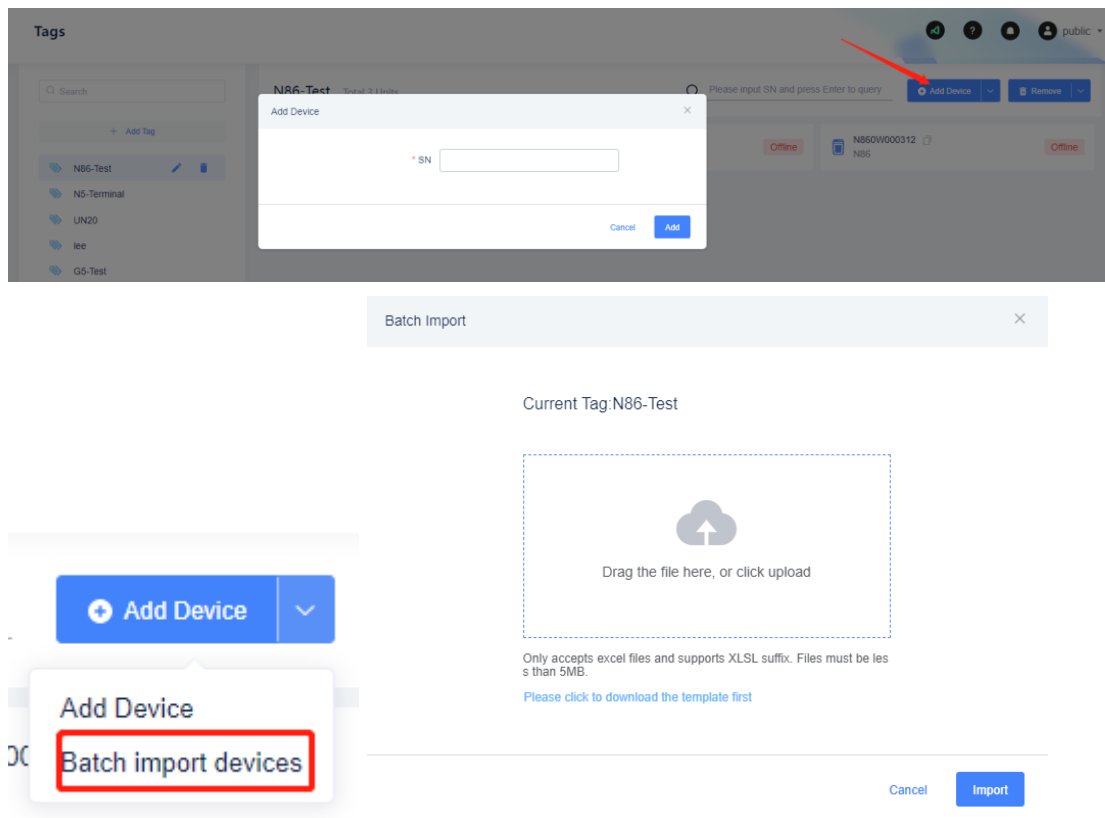 Tags
public
Search
N86-Test Total 3 Units
Please input SN and press Enter to query
Add Device
Remove
Add Device
+ Add Tag
* SN
Offline
N860W000312
N86
Offline
N86-Test
N5-Terminal
UN20
Cancel
Add
lee
G5-Test
Batch Import
Current Tag:N86-Test
Drag the file here, or click upload
Only accepts excel files and supports XLSL suffix. Files must be les
s than 5MB.
Please click to download the template first
Cancel
Import
Add Device
Add Device
Batch import devices